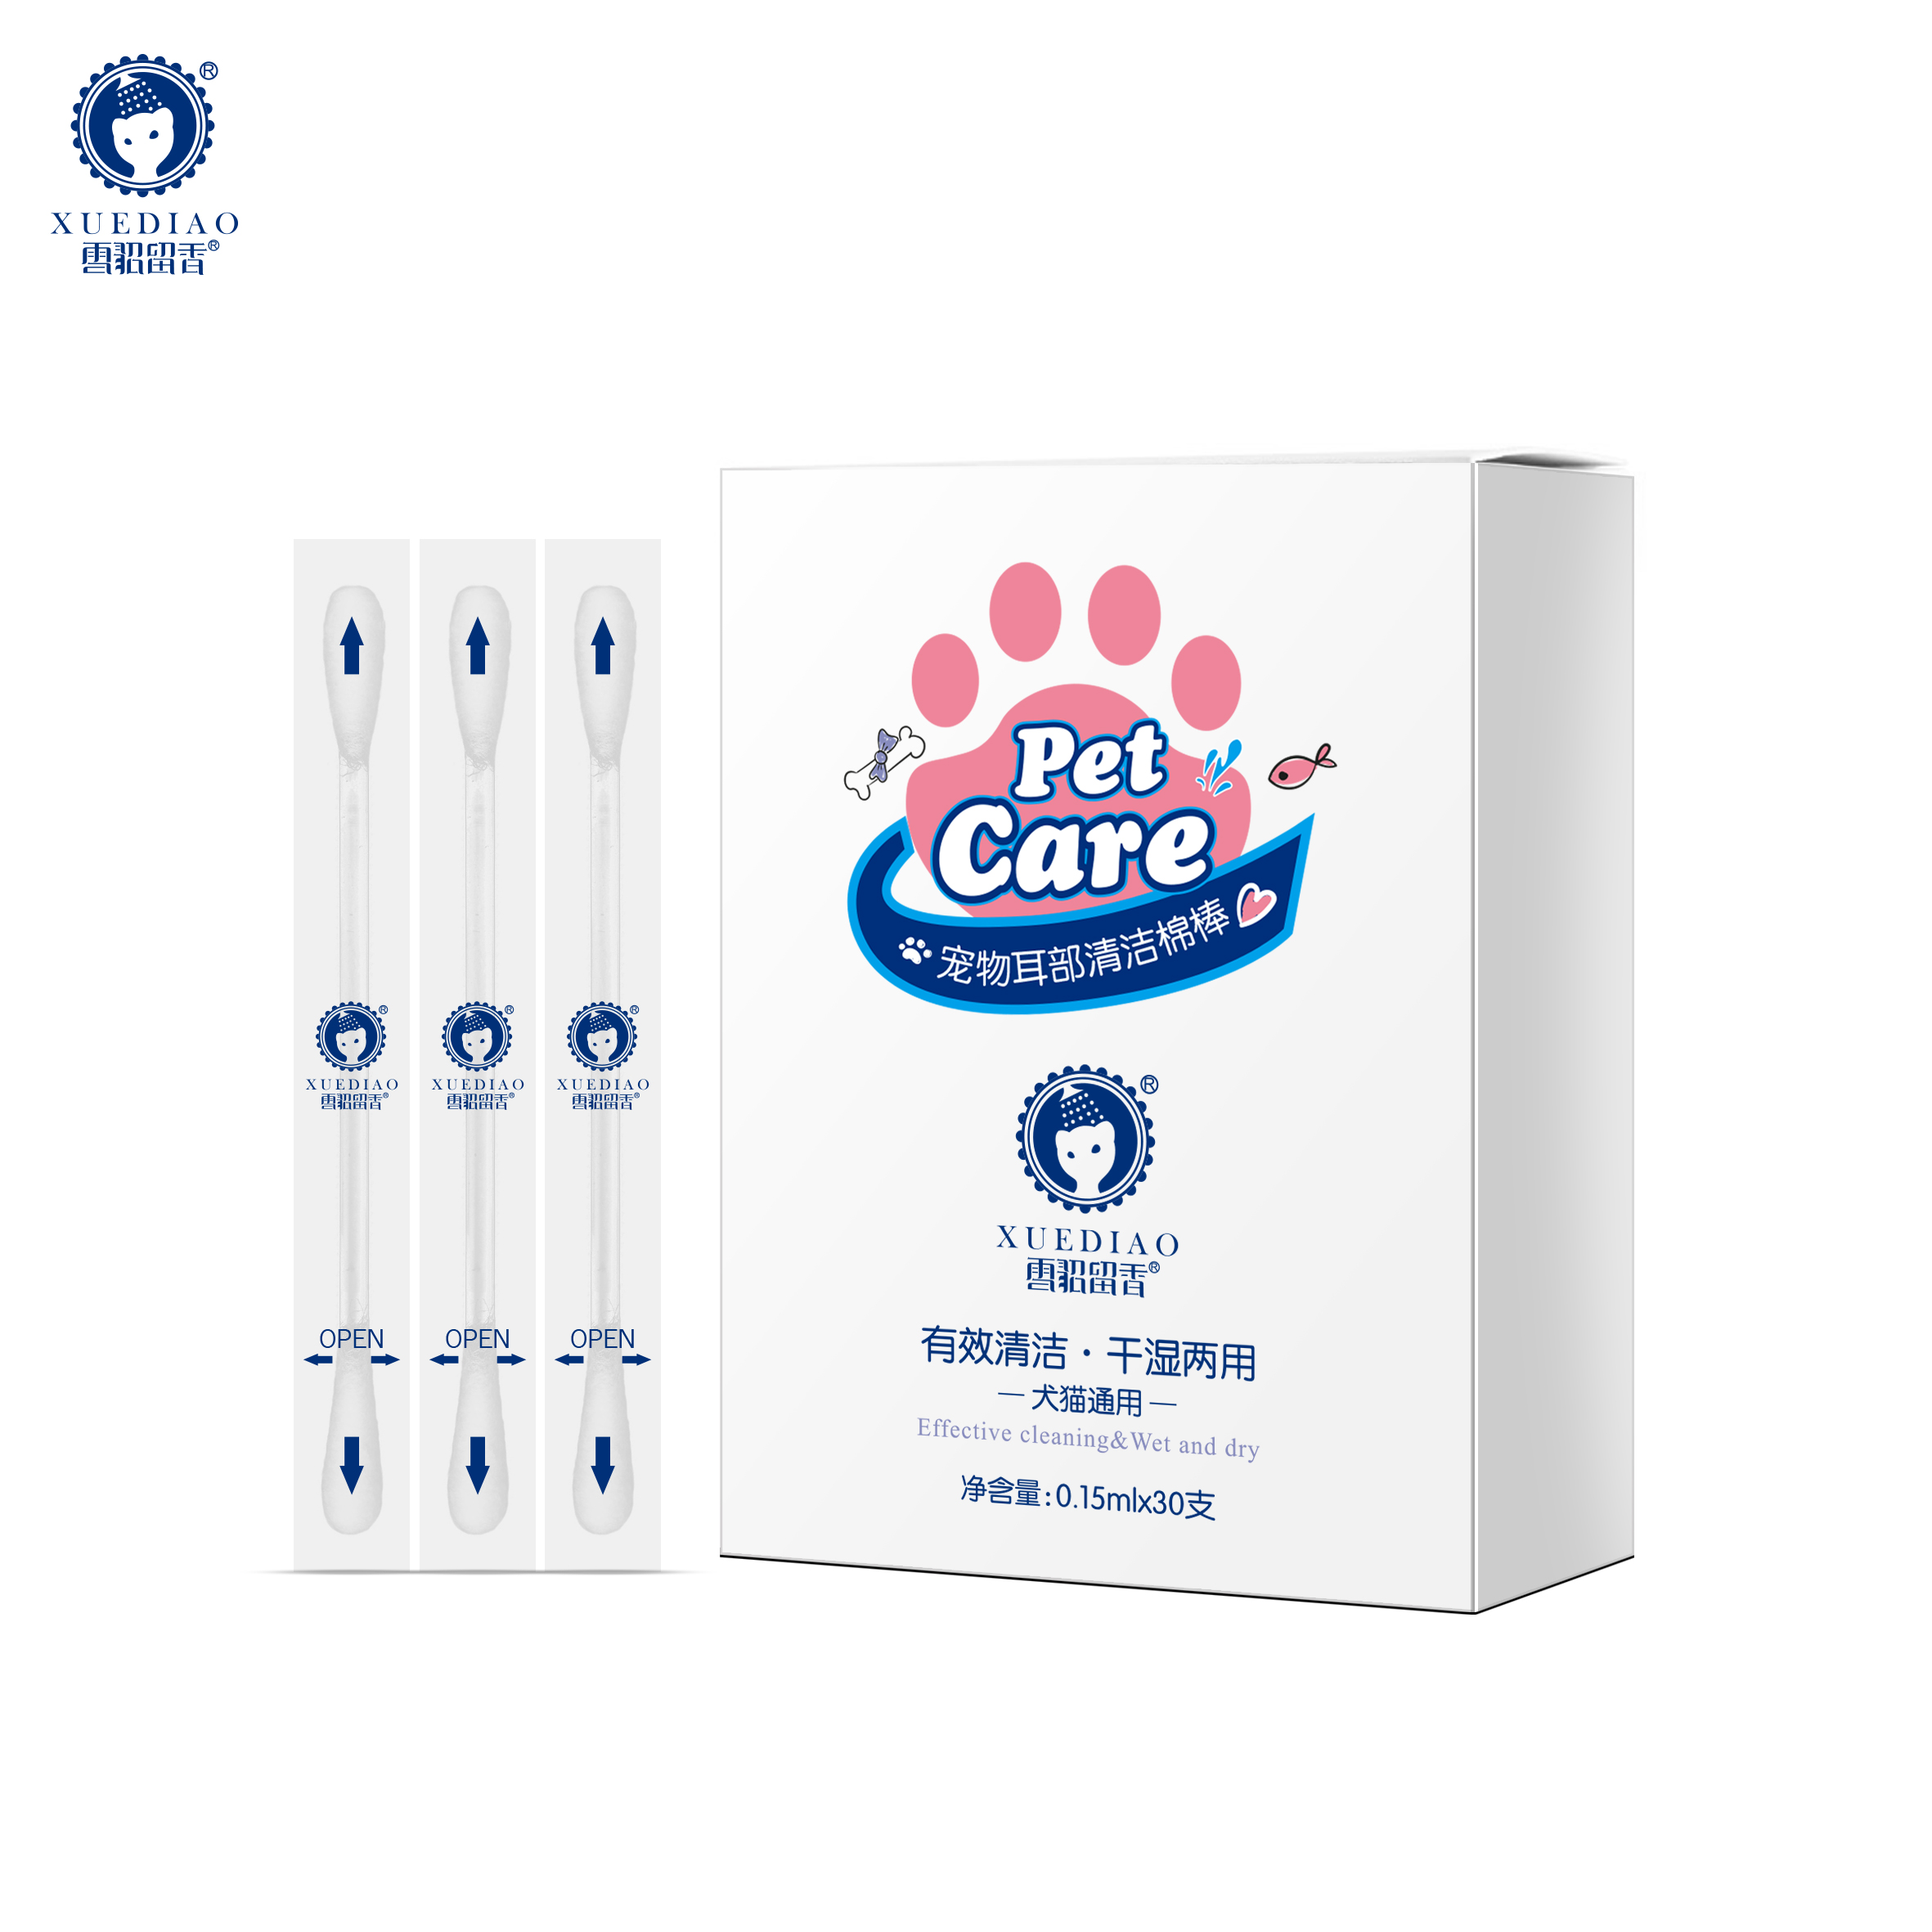 ®
XUEDIAO
雪貂留香®
®
XUEDIAO
雪貂留香®
OPEN
®
XUEDIAO
雪貂留香®
OPEN
®
XUEDIAO
雪貂留香®
OPEN
Pet
Care
宠物耳部清洁棉棒
®
XUEDIAO
雪貂留香®
有效清洁·干湿两用
—犬猫通用—
Effective cleaning&Wet and dry
净含量:0.15mlx30支